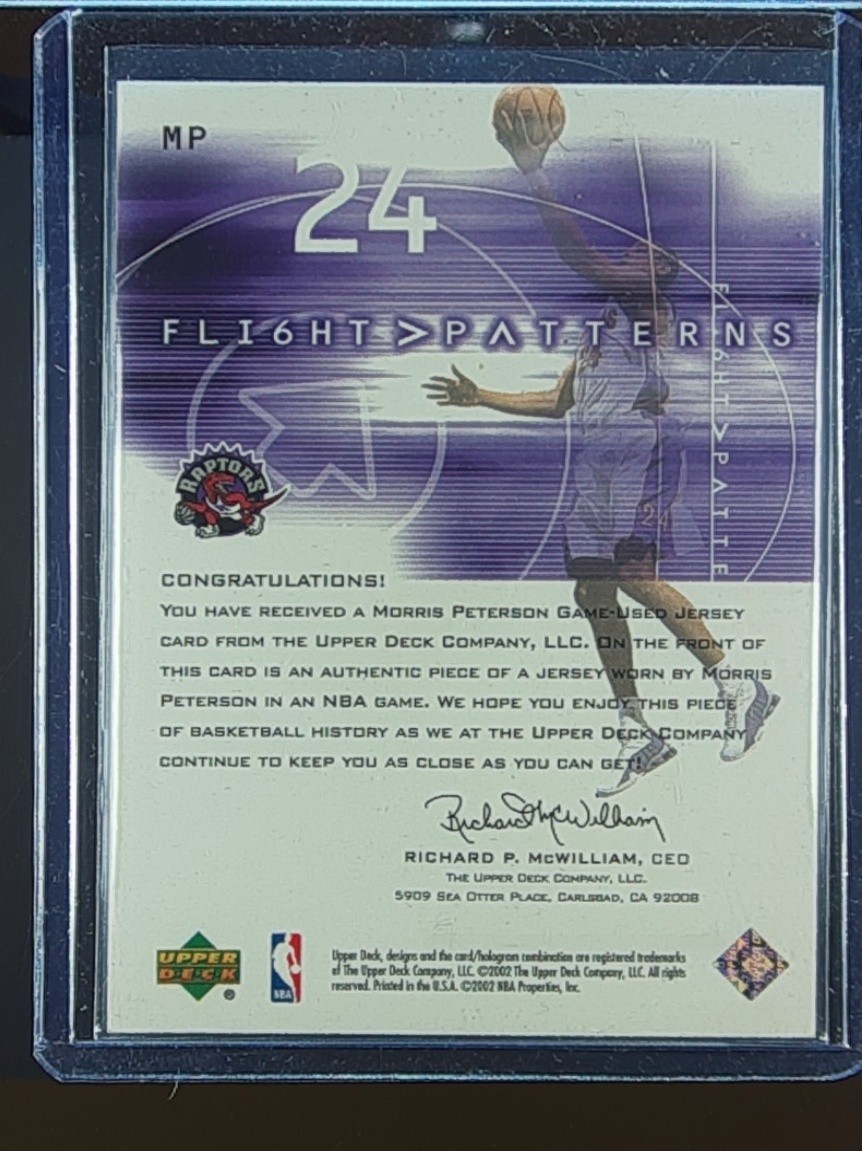 MP
24
FLI6HT>PATTERNS
FLI6HT>PATTE
RAPTORS
24
CONGRATULATIONS!
YOU HAVE RECEIVED A MORRIS PETERSON GAME-USED JERSEY
CARD FROM THE UPPER DECK COMPANY, LLC. ON THE FRONT OF
THIS CARD IS AN AUTHENTIC PIECE OF A JERSEY WORN BY MORRIS
PETERSON IN AN NBA GAME. WE HOPE YOU ENJOY THIS PIECE
OF BASKETBALL HISTORY AS WE AT THE UPPER DECK COMPANY
CONTINUE TO KEEP YOU AS CLOSE AS YOU CAN GET!
Richard McWilliam
RICHARD P. MCWILLIAM, CEO
THE UPPER DECK COMPANY, LLC.
5909 SEA OTTER PLACE, CARLSBAD, CA 92008
UPPER
DECK
®
NBA
Upper Deck, designs and the card/hologram combination are registered trademarks
of The Upper Deck Company, LLC. ©2002 The Upper Deck Company, LLC. All rights
reserved. Printed in the U.S.A. ©2002 NBA Properties, Inc.